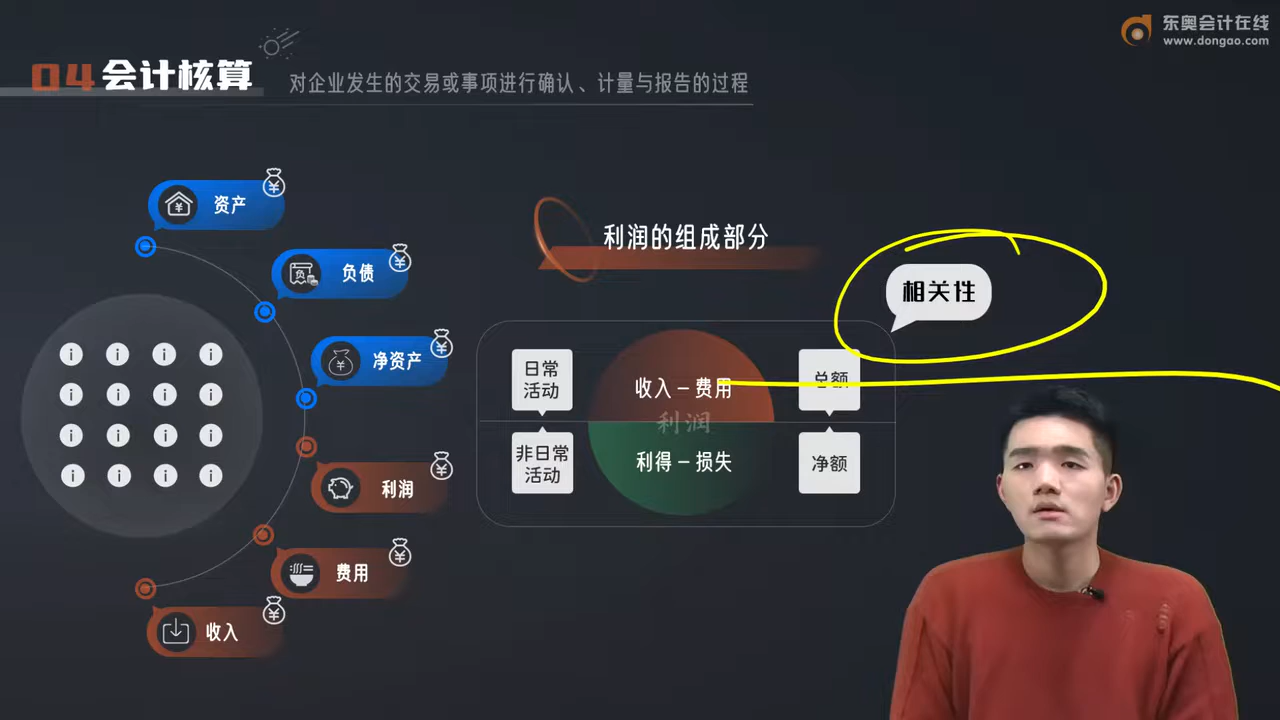 东奥会计在线
www.dongao.com
04会计核算
对企业发生的交易或事项进行确认、计量与报告的过程
资产
负债
净资产
利润
费用
收入
利润的组成部分
相关性
日常
活动
收入－费用
总额
利润
非日常
活动
利得－损失
净额